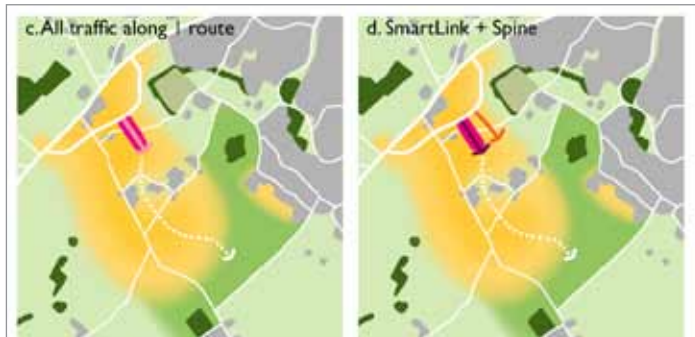 c. All traffic along 1 route
d. SmartLink + Spine